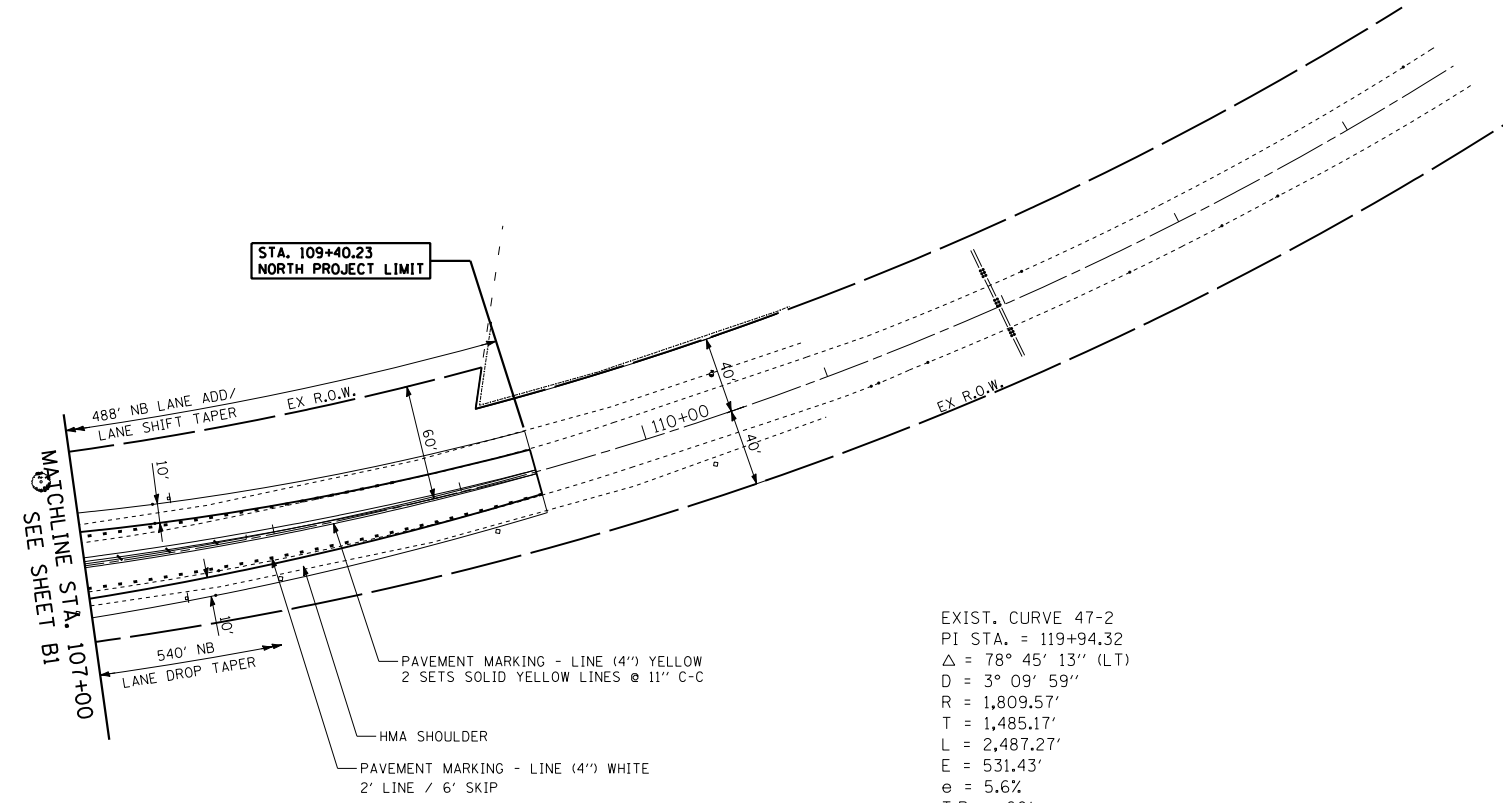 STA. 109+40.23
NORTH PROJECT LIMIT
488' NB LANE ADD/
LANE SHIFT TAPER
EX R.O.W.
60'
40'
110+00
40'
EX R.O.W.
10'
MATCHLINE STA. 107+00
SEE SHEET B1
10'
540' NB
LANE DROP TAPER
PAVEMENT MARKING - LINE (4'') YELLOW
2 SETS SOLID YELLOW LINES @ 11'' C-C
HMA SHOULDER
PAVEMENT MARKING - LINE (4'') WHITE
2' LINE / 6' SKIP
EXIST. CURVE 47-2
PI STA. = 119+94.32
Δ = 78° 45' 13'' (LT)
D = 3° 09' 59''
R = 1,809.57'
T = 1,485.17'
L = 2,487.27'
E = 531.43'
e = 5.6%